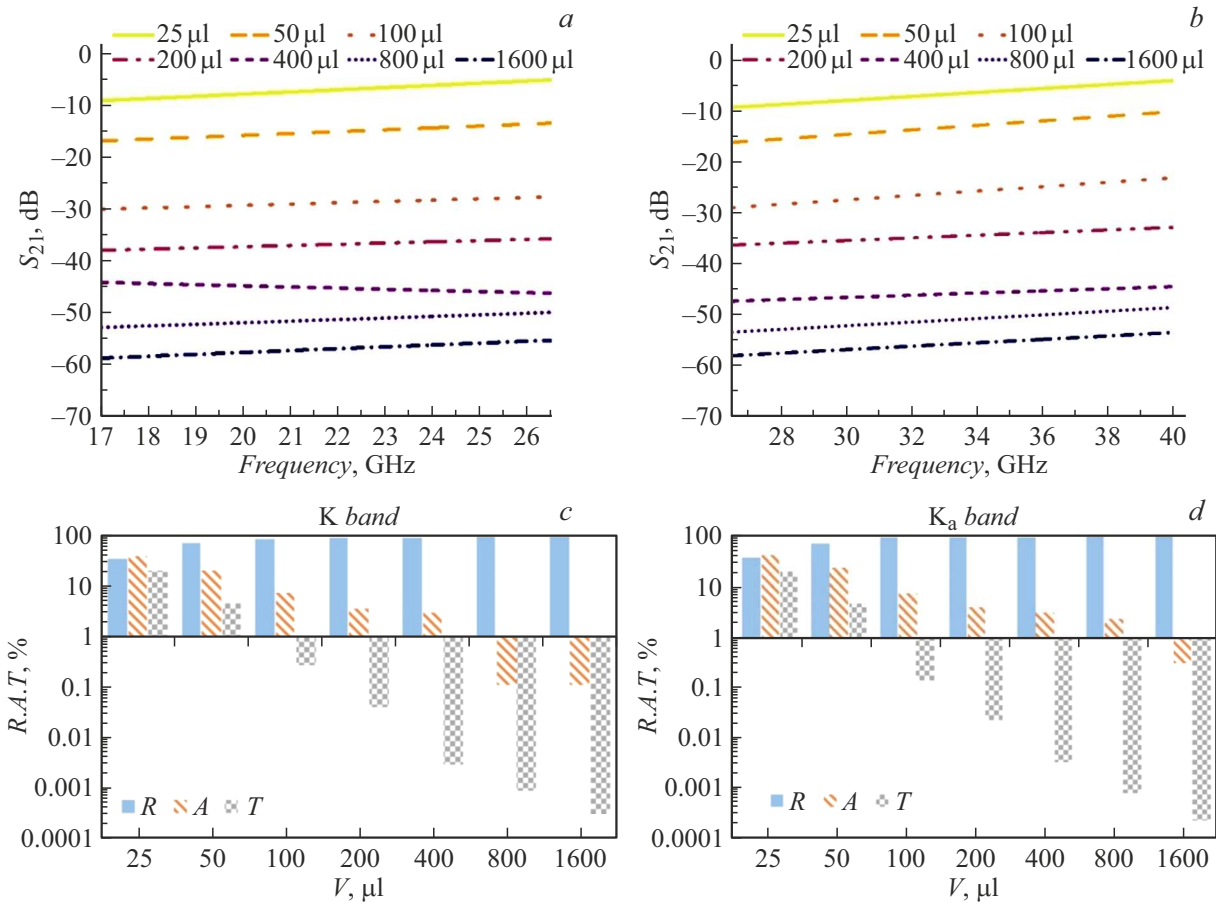 a
25 µl 50 µl 100 µl
200 µl 400 µl 800 µl 1600 µl
0
–10
–20
–30
–40
–50
–60
–70
S21, dB
17 18 19 20 21 22 23 24 25 26
Frequency, GHz
b
25 µl 50 µl 100 µl
200 µl 400 µl 800 µl 1600 µl
0
–10
–20
–30
–40
–50
–60
–70
S21, dB
28 30 32 34 36 38 40
Frequency, GHz
K band c
100
10
1
0.1
0.01
0.001
0.0001
R.A.T, %
R A T
25 50 100 200 400 800 1600
V, µl
Ka band d
100
10
1
0.1
0.01
0.001
0.0001
R.A.T, %
R A T
25 50 100 200 400 800 1600
V, µl